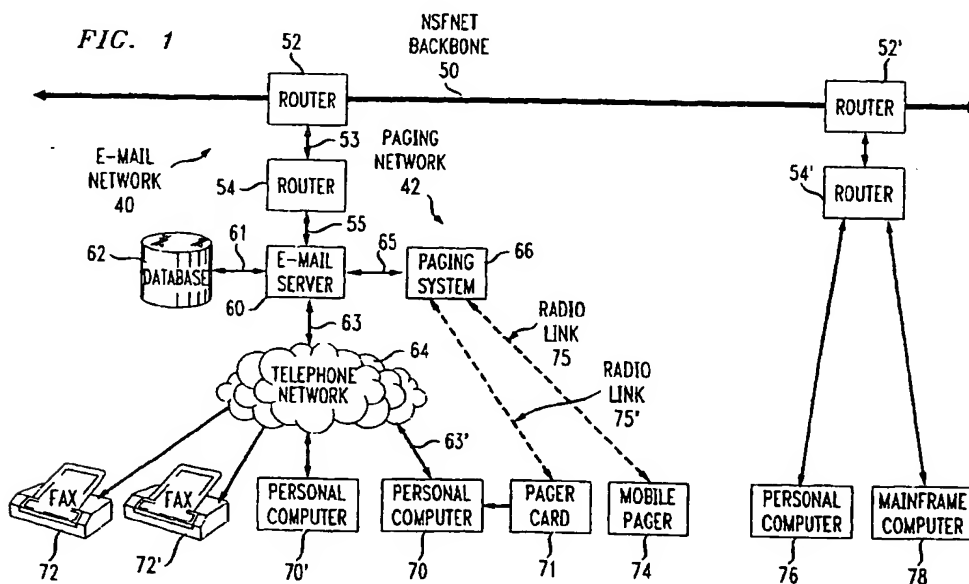 FIG. 1
NSFNET
BACKBONE
50
52
52'
ROUTER
ROUTER
53
E-MAIL
NETWORK
40
PAGING
NETWORK
42
54
ROUTER
54'
ROUTER
55
62
DATABASE
61
E-MAIL
SERVER
60
65
PAGING
SYSTEM
66
63
64
TELEPHONE
NETWORK
RADIO
LINK
75
RADIO
LINK
75'
63'
FAX
72
FAX
72'
PERSONAL
COMPUTER
70'
PERSONAL
COMPUTER
70
PAGER
CARD
71
MOBILE
PAGER
74
PERSONAL
COMPUTER
76
MAINFRAME
COMPUTER
78